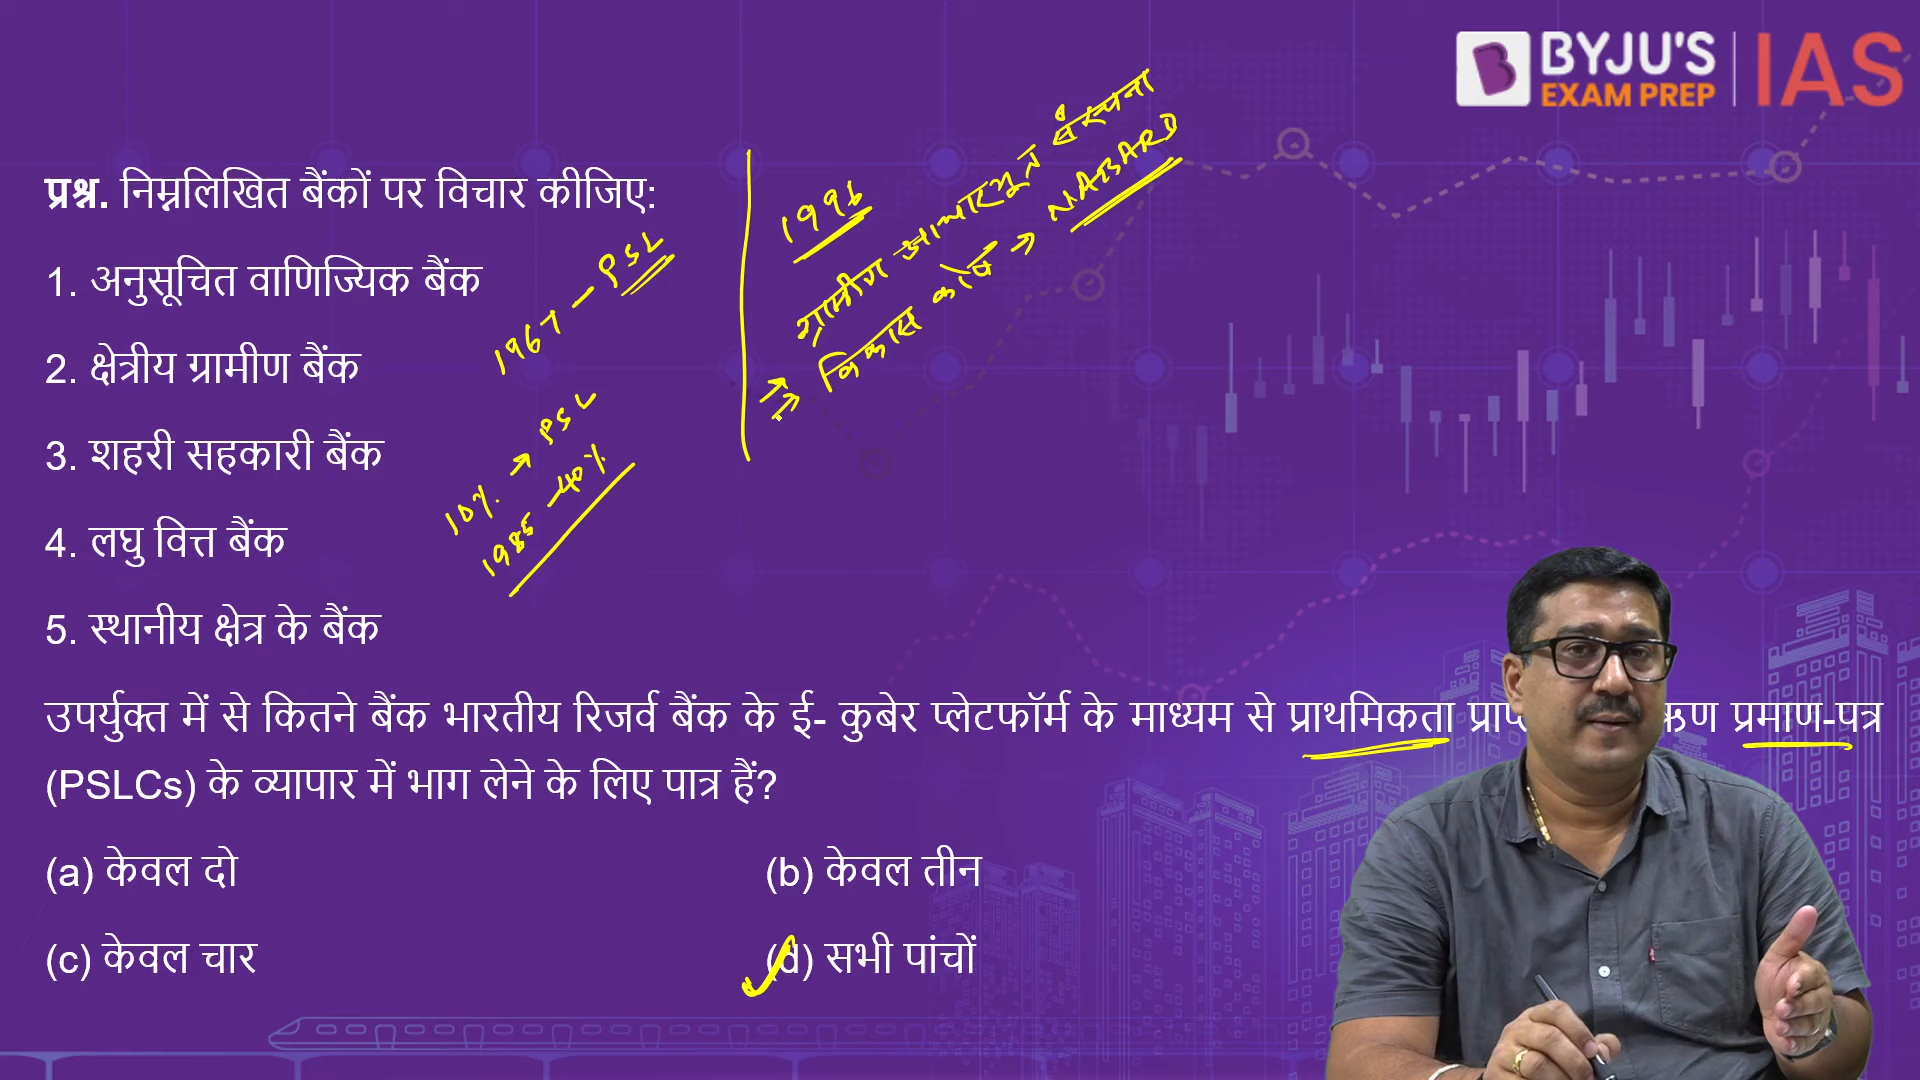 BYJU'S
EXAM PREP
IAS
प्रश्न. निम्नलिखित बैंकों पर विचार कीजिए:
1. अनुसूचित वाणिज्यिक बैंक
2. क्षेत्रीय ग्रामीण बैंक
3. शहरी सहकारी बैंक
4. लघु वित्त बैंक
5. स्थानीय क्षेत्र के बैंक
1967 – PSL
10% → PSL
1985 – 40%
1996
ग्रामीण आधारभूत संरचना
विकास कोष → NABARD
उपर्युक्त में से कितने बैंक भारतीय रिजर्व बैंक के ई- कुबेर प्लेटफॉर्म के माध्यम से प्राथमिकता ऋण प्रमाण-पत्र
(PSLCs) के व्यापार में भाग लेने के लिए पात्र हैं?
(a) केवल दो (b) केवल तीन
(c) केवल चार (d) सभी पांचों